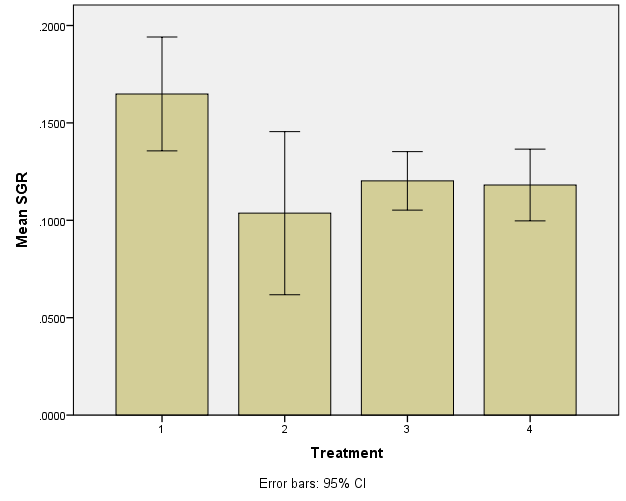 .2000
.1500
.1000
.0500
.0000
Mean SGR
1 2 3 4
Treatment
Error bars: 95% CI